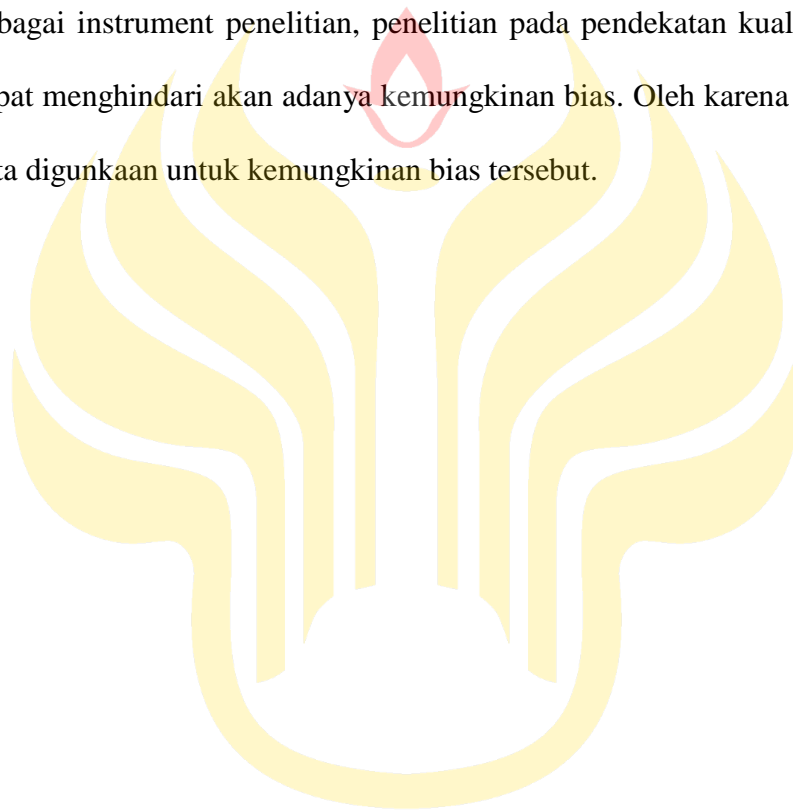 bagai instrument penelitian, penelitian pada pendekatan kual
pat menghindari akan adanya kemungkinan bias. Oleh karena
ta digunkaan untuk kemungkinan bias tersebut.